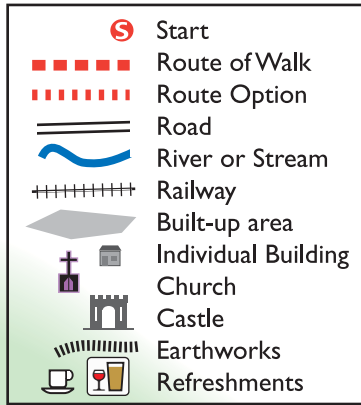 S Start
Route of Walk
Route Option
Road
River or Stream
Railway
Built-up area
Individual Building
Church
Castle
Earthworks
Refreshments